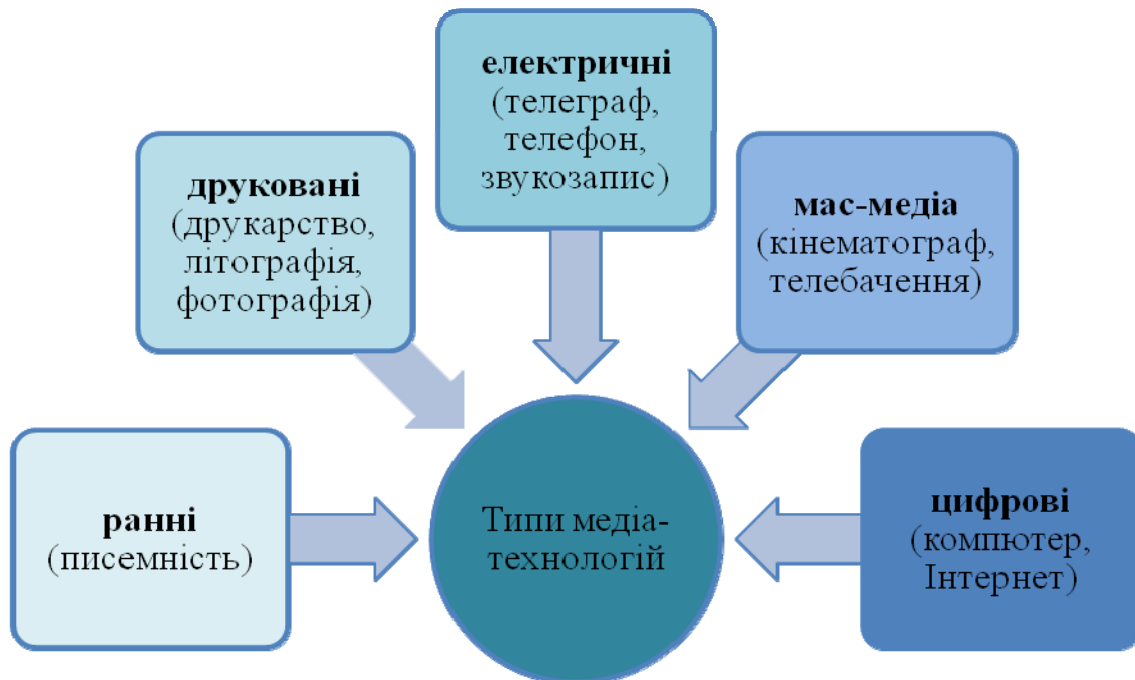 ранні
(писемність)
друковані
(друкарство,
літографія,
фотографія)
електричні
(телеграф,
телефон,
звукозапис)
мас-медіа
(кінематограф,
телебачення)
цифрові
(компютер,
Інтернет)
Типи медіа-
технологій